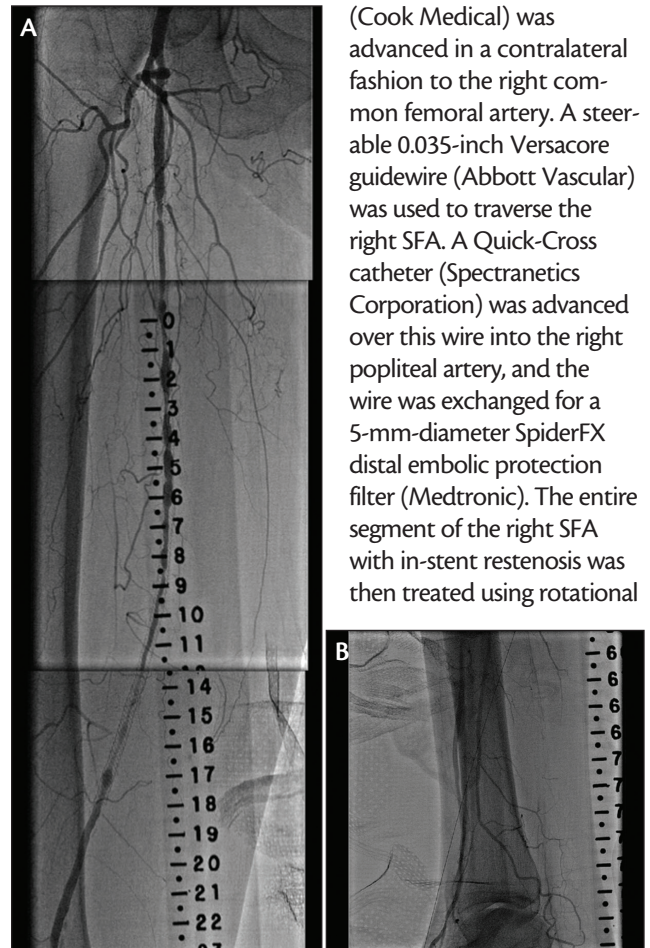 A
0
1
2
3
4
5
6
7
8
9
10
11
14
15
16
17
18
19
20
21
22
(Cook Medical) was
advanced in a contralateral
fashion to the right com-
mon femoral artery. A steer-
able 0.035-inch Versacore
guidewire (Abbott Vascular)
was used to traverse the
right SFA. A Quick-Cross
catheter (Spectranetics
Corporation) was advanced
over this wire into the right
popliteal artery, and the
wire was exchanged for a
5-mm-diameter SpiderFX
distal embolic protection
filter (Medtronic). The entire
segment of the right SFA
with in-stent restenosis was
then treated using rotational
B